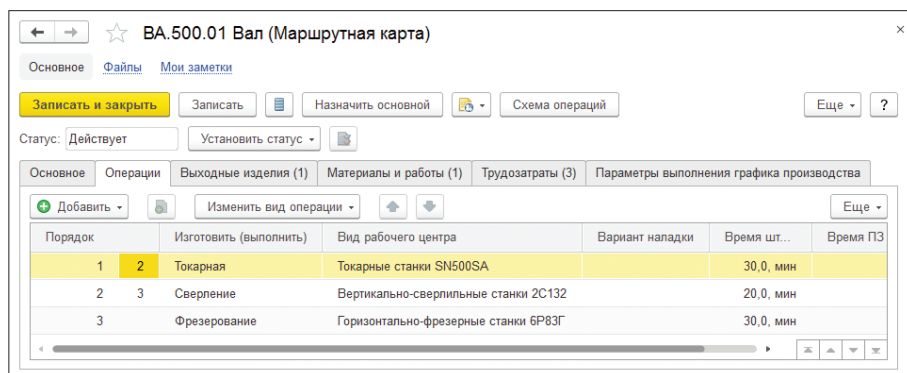 ВА.500.01 Вал (Маршрутная карта)
Основное Файлы Мои заметки
Записать и закрыть Записать Назначить основной Схема операций Еще ?
Статус: Действует Установить статус
Основное Операции Выходные изделия (1) Материалы и работы (1) Трудозатраты (3) Параметры выполнения графика производства
Добавить Изменить вид операции Еще
Порядок Изготовить (выполнить) Вид рабочего центра Вариант наладки Время шт... Время ПЗ
1 2 Токарная Токарные станки SN500SA 30,0, мин
2 3 Сверление Вертикально-сверлильные станки 2С132 20,0, мин
3 Фрезерование Горизонтально-фрезерные станки 6Р83Г 30,0, мин